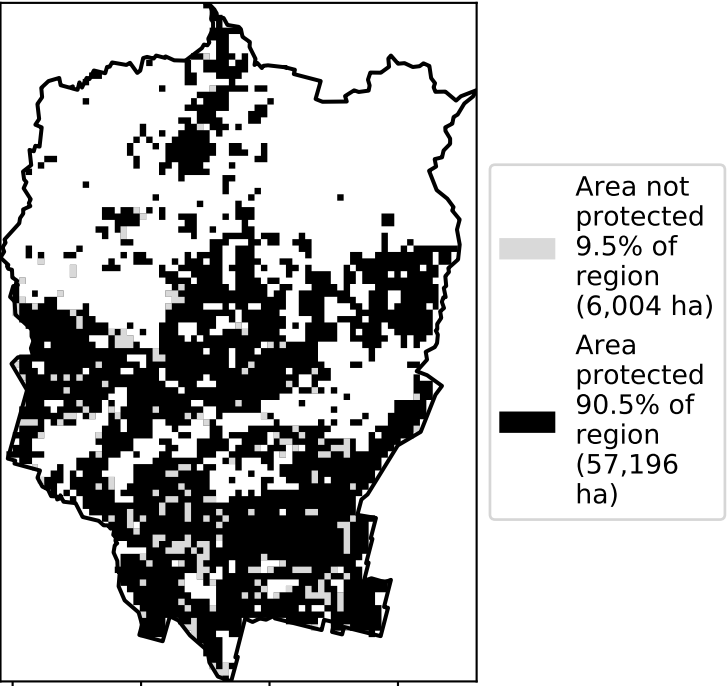 Area not
protected
9.5% of
region
(6,004 ha)
Area
protected
90.5% of
region
(57,196
ha)